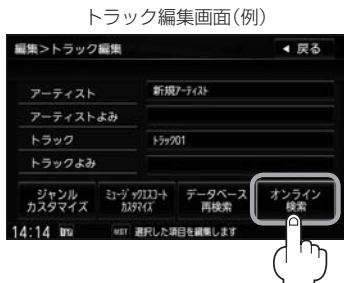 トラック編集画面(例)
編集>トラック編集
◀ 戻る
アーティスト 新規アーティスト
アーティストよみ
トラック トラック01
トラックよみ
ジャンル
カスタマイズ
ミュージックエスコート
カスタマイズ
データベース
再検索
オンライン
検索
14:14 MST 選択した項目を編集します